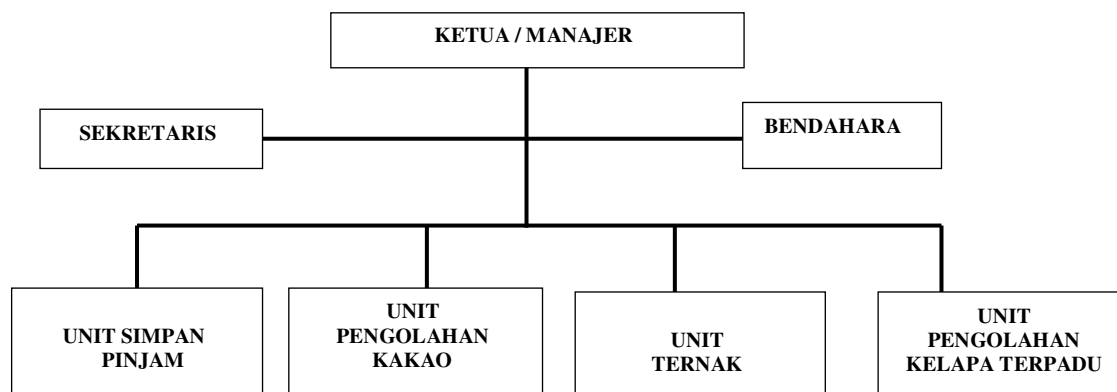 KETUA / MANAJER
SEKRETARIS
BENDAHARA
UNIT SIMPAN
PINJAM
UNIT
PENGOLAHAN
KAKAO
UNIT
TERNAK
UNIT
PENGOLAHAN
KELAPA TERPADU